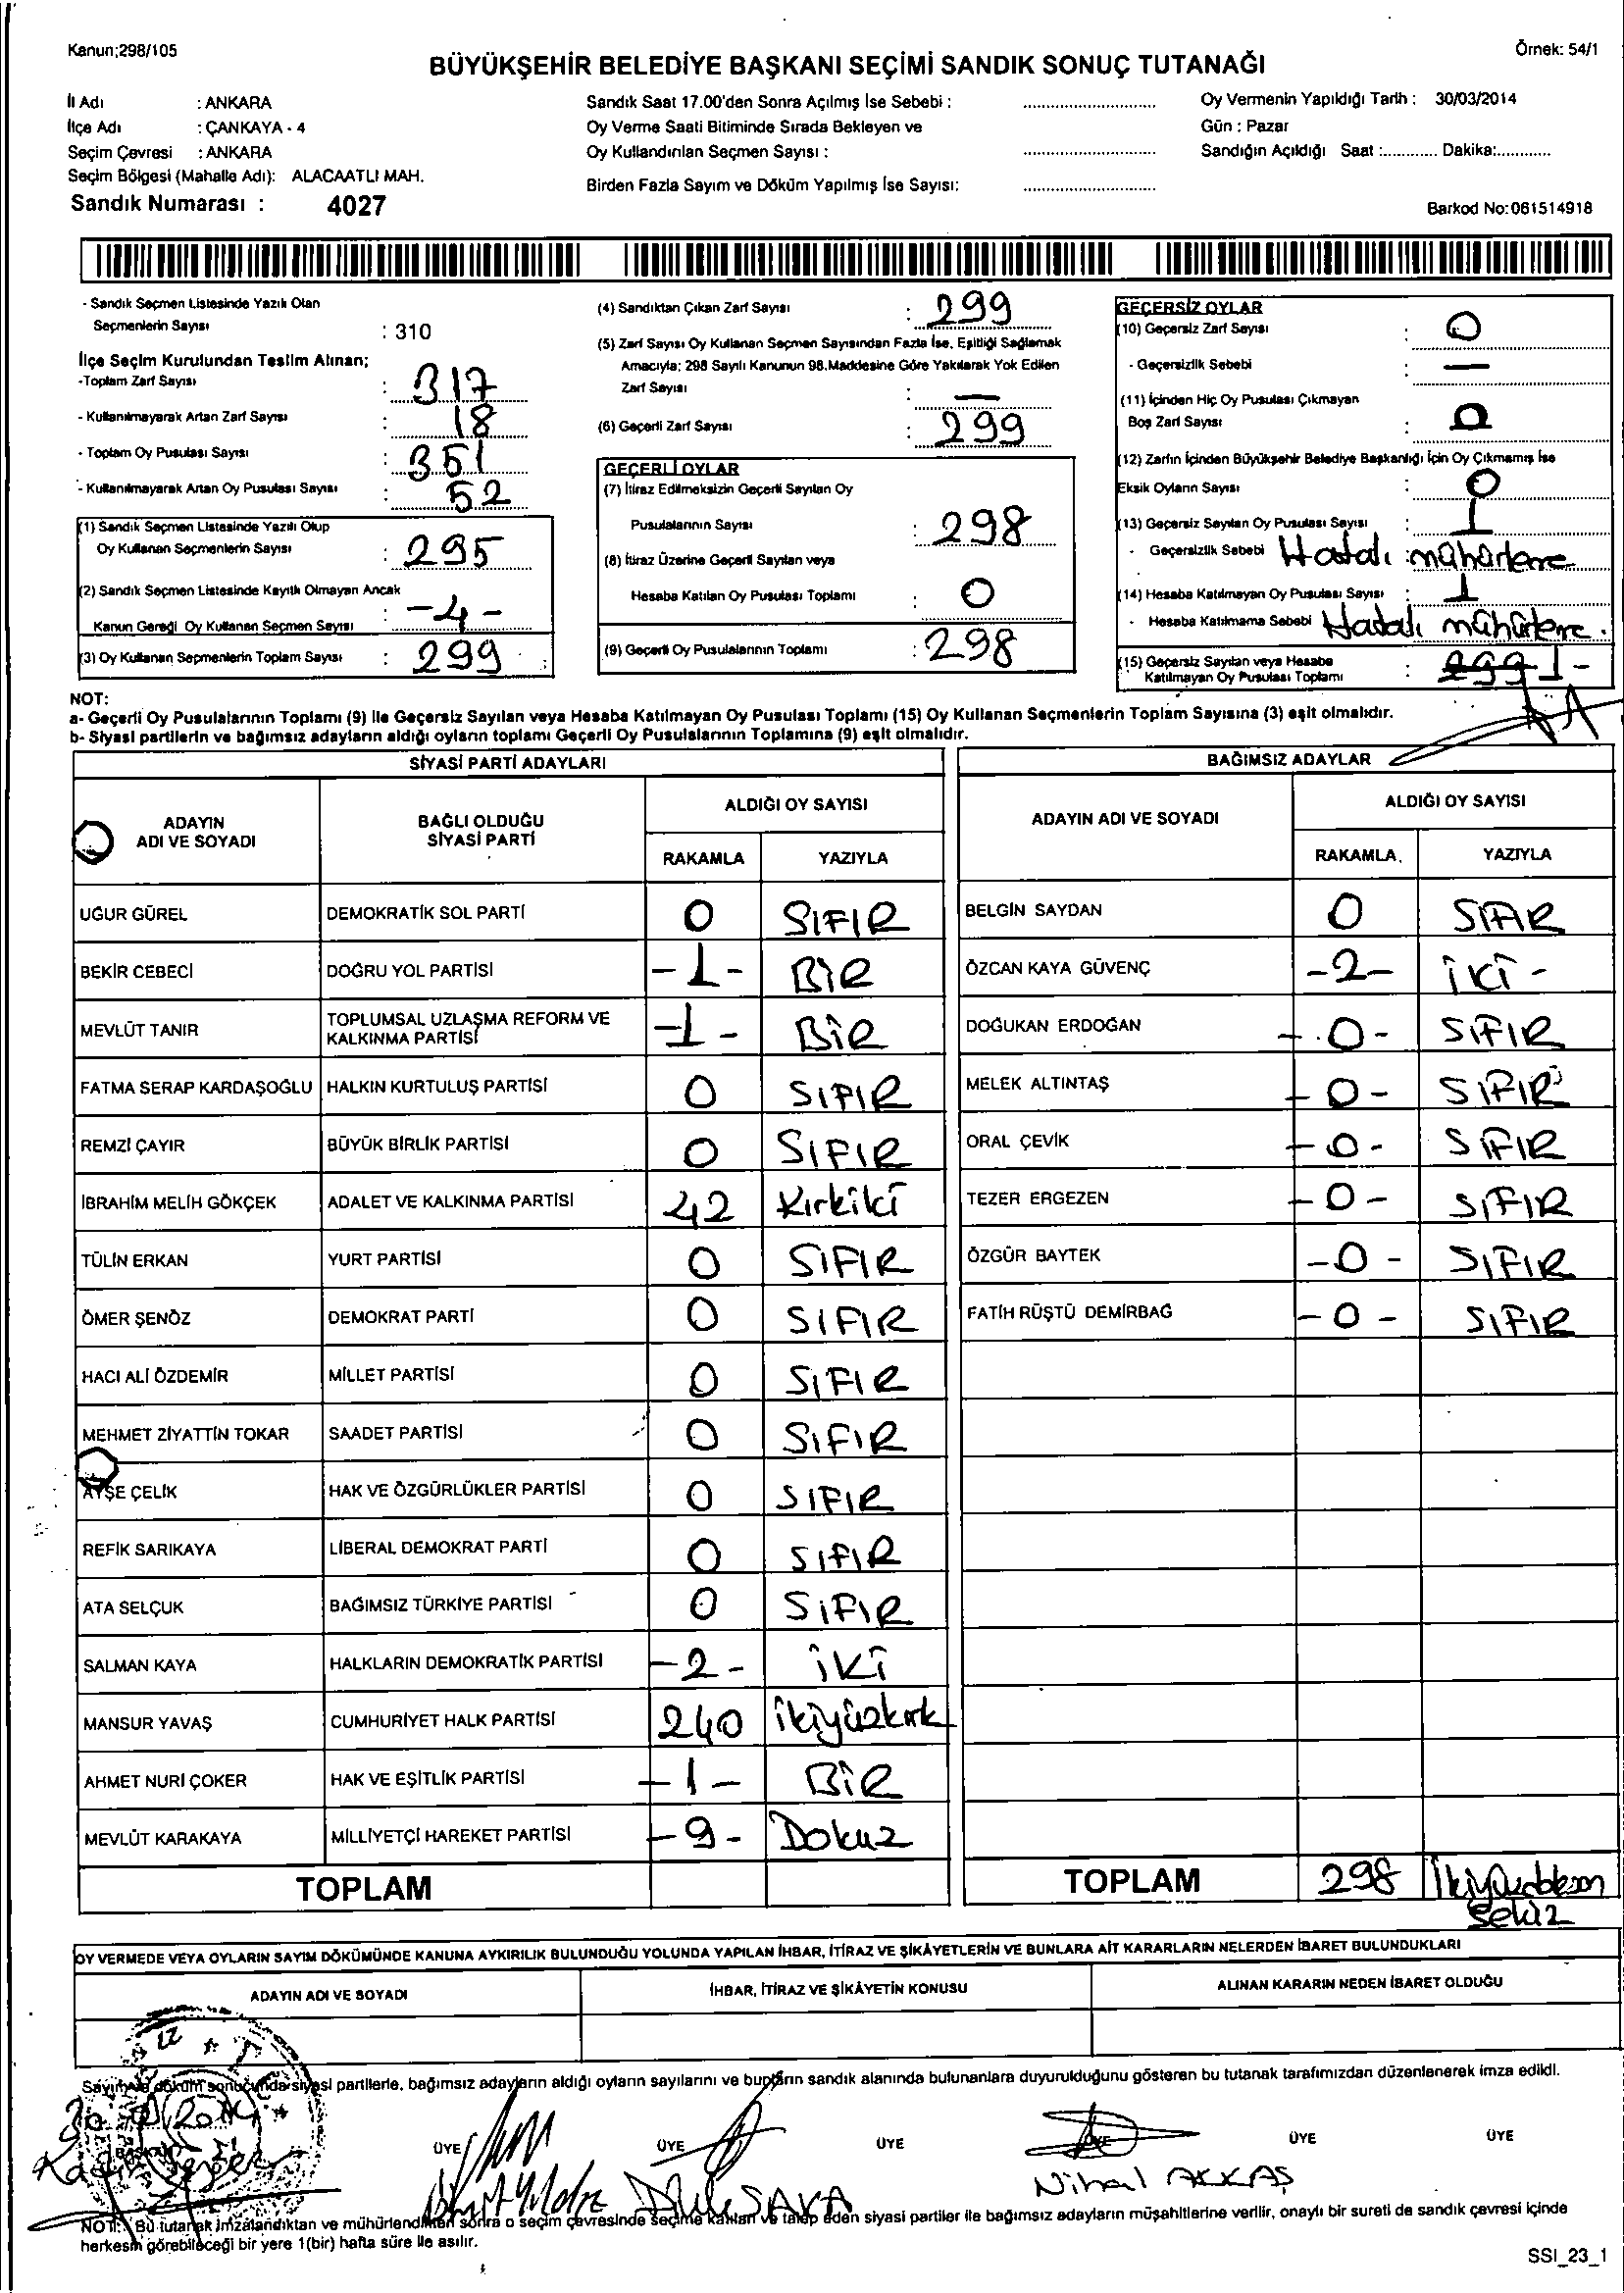 Kanun;298/105
Örnek: 54/1
BÜYÜKŞEHİR BELEDİYE BAŞKANI SEÇİMİ SANDIK SONUÇ TUTANAĞI
İl Adı : ANKARA
İlçe Adı : ÇANKAYA - 4
Seçim Çevresi : ANKARA
Seçim Bölgesi (Mahalle Adı): ALACAATLI MAH.
Sandık Numarası : 4027
Sandık Saat 17.00'den Sonra Açılmış İse Sebebi :
Oy Verme Saati Bitiminde Sırada Bekleyen ve
Oy Kullandırılan Seçmen Sayısı :
Birden Fazla Sayım ve Döküm Yapılmış İse Sayısı:
Oy Vermenin Yapıldığı Tarih : 30/03/2014
Gün : Pazar
Sandığın Açıldığı Saat :............ Dakika:............
Barkod No:061514918
- Sandık Seçmen Listesinde Yazılı Olan
Seçmenlerin Sayısı : 310
İlçe Seçim Kurulundan Teslim Alınan;
-Toplam Zarf Sayısı : 317
- Kullanılmayarak Artan Zarf Sayısı : 18
- Toplam Oy Pusulası Sayısı : 351
- Kullanılmayarak Artan Oy Pusulası Sayısı : 52
(1) Sandık Seçmen Listesinde Yazılı Olup
Oy Kullanan Seçmenlerin Sayısı : 295
(2) Sandık Seçmen Listesinde Kayıtlı Olmayan Ancak
Kanun Gereği Oy Kullanan Seçmen Sayısı : -4-
(3) Oy Kullanan Seçmenlerin Toplam Sayısı : 299
(4) Sandıktan Çıkan Zarf Sayısı : 299
(5) Zarf Sayısı Oy Kullanan Seçmen Sayısından Fazla İse, Eşitliği Sağlamak
Amacıyla; 298 Sayılı Kanunun 98.Maddesine Göre Yakılarak Yok Edilen
Zarf Sayısı : —
(6) Geçerli Zarf Sayısı : 299
GEÇERLİ OYLAR
(7) İtiraz Edilmeksizin Geçerli Sayılan Oy
Pusulalarının Sayısı : 298
(8) İtiraz Üzerine Geçerli Sayılan veya
Hesaba Katılan Oy Pusulası Toplamı : 0
(9) Geçerli Oy Pusulalarının Toplamı : 298
GEÇERSİZ OYLAR
(10) Geçersiz Zarf Sayısı : 0
- Geçersizlik Sebebi : —
(11) İçinden Hiç Oy Pusulası Çıkmayan
Boş Zarf Sayısı : 0
(12) Zarfın İçinden Büyükşehir Belediye Başkanlığı İçin Oy Çıkmamış İse
Eksik Oyların Sayısı : 0
(13) Geçersiz Sayılan Oy Pusulası Sayısı : 1
- Geçersizlik Sebebi Hatalı mühürleme
(14) Hesaba Katılmayan Oy Pusulası Sayısı : 1
- Hesaba Katılmama Sebebi Hatalı mühürleme.
(15) Geçersiz Sayılan veya Hesaba
Katılmayan Oy Pusulası Toplamı : 299 1-
NOT:
a- Geçerli Oy Pusulalarının Toplamı (9) ile Geçersiz Sayılan veya Hesaba Katılmayan Oy Pusulası Toplamı (15) Oy Kullanan Seçmenlerin Toplam Sayısına (3) eşit olmalıdır.
b- Siyasi partilerin ve bağımsız adayların aldığı oyların toplamı Geçerli Oy Pusulalarının Toplamına (9) eşit olmalıdır.
SİYASİ PARTİ ADAYLARI
ADAYIN ADI VE SOYADI BAĞLI OLDUĞU SİYASİ PARTİ ALDIĞI OY SAYISI
RAKAMLA YAZIYLA
UĞUR GÜREL DEMOKRATİK SOL PARTİ 0 SIFIR
BEKİR CEBECİ DOĞRU YOL PARTİSİ -1- BİR
MEVLÜT TANIR TOPLUMSAL UZLAŞMA REFORM VE KALKINMA PARTİSİ -1- BİR
FATMA SERAP KARDAŞOĞLU HALKIN KURTULUŞ PARTİSİ 0 SIFIR
REMZİ ÇAYIR BÜYÜK BİRLİK PARTİSİ 0 SIFIR
İBRAHİM MELİH GÖKÇEK ADALET VE KALKINMA PARTİSİ 42 Kırkiki
TÜLİN ERKAN YURT PARTİSİ 0 SIFIR
ÖMER ŞENÖZ DEMOKRAT PARTİ 0 SIFIR
HACI ALİ ÖZDEMİR MİLLET PARTİSİ 0 SIFIR
MEHMET ZİYATTİN TOKAR SAADET PARTİSİ 0 SIFIR
AYŞE ÇELİK HAK VE ÖZGÜRLÜKLER PARTİSİ 0 SIFIR
REFİK SARIKAYA LİBERAL DEMOKRAT PARTİ 0 SIFIR
ATA SELÇUK BAĞIMSIZ TÜRKİYE PARTİSİ 0 SIFIR
SALMAN KAYA HALKLARIN DEMOKRATİK PARTİSİ -2- İKİ
MANSUR YAVAŞ CUMHURİYET HALK PARTİSİ 240 ikiyüzkırk
AHMET NURİ ÇOKER HAK VE EŞİTLİK PARTİSİ -1- BİR
MEVLÜT KARAKAYA MİLLİYETÇİ HAREKET PARTİSİ -9- Dokuz
TOPLAM
BAĞIMSIZ ADAYLAR
ADAYIN ADI VE SOYADI ALDIĞI OY SAYISI
RAKAMLA. YAZIYLA
BELGİN SAYDAN 0 SIFIR
ÖZCAN KAYA GÜVENÇ -2- İKİ -
DOĞUKAN ERDOĞAN -0- SIFIR
MELEK ALTINTAŞ -0- SIFIR
ORAL ÇEVİK -0- SIFIR
TEZER ERGEZEN -0- SIFIR
ÖZGÜR BAYTEK -0- SIFIR
FATİH RÜŞTÜ DEMİRBAĞ -0- SIFIR
TOPLAM 298 İkiyüzdoksan
sekiz
OY VERMEDE VEYA OYLARIN SAYIM DÖKÜMÜNDE KANUNA AYKIRILIK BULUNDUĞU YOLUNDA YAPILAN İHBAR, İTİRAZ VE ŞİKÂYETLERİN VE BUNLARA AİT KARARLARIN NELERDEN İBARET BULUNDUKLARI
ADAYIN ADI VE SOYADI İHBAR, İTİRAZ VE ŞİKÂYETİN KONUSU ALINAN KARARIN NEDEN İBARET OLDUĞU
Sayım ve döküm sonucunda siyasi partilerle, bağımsız adayların aldığı oyların sayılarını ve bunların sandık alanında bulunanlara duyurulduğunu gösteren bu tutanak tarafımızdan düzenlenerek imza edildi.
BAŞKAN ÜYE ÜYE ÜYE ÜYE ÜYE ÜYE
Nihal AKKAŞ
NOT: Bu tutanak imzalandıktan ve mühürlendikten sonra o seçim çevresinde seçime katılan ve talep eden siyasi partiler ile bağımsız adayların müşahitlerine verilir, onaylı bir sureti de sandık çevresi içinde
herkesin görebileceği bir yere 1(bir) hafta süre ile asılır.
SSI_23_1